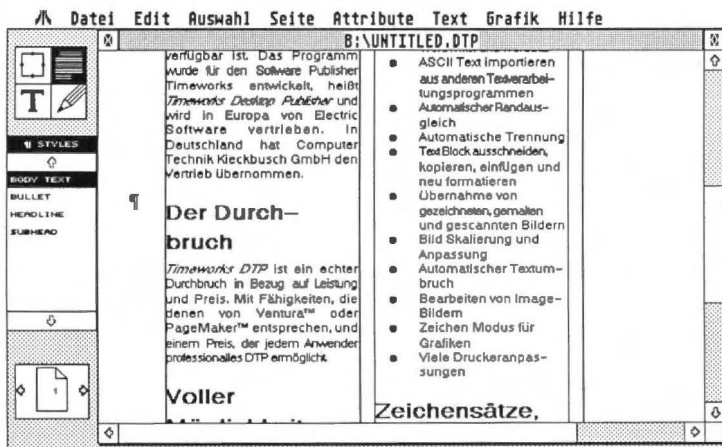 Datei Edit Auswahl Seite Attribute Text Grafik Hilfe
B:\UNTITLED.DTP
T
¶ STYLES
BODY TEXT
BULLET
HEADLINE
SUBHEAD
1
verfügbar ist. Das Programm
wurde für den Software Publisher
Timeworks entwickelt, heißt
Timeworks Desktop Publisher und
wird in Europa von Electric
Software vertrieben. In
Deutschland hat Computer
Technik Kieckbusch GmbH den
Vertrieb übernommen.
¶
Der Durch-
bruch
Timeworks DTP ist ein echter
Durchbruch in Bezug auf Leistung
und Preis. Mit Fähigkeiten, die
denen von Ventura™ oder
PageMaker™ entsprechen, und
einem Preis, der jedem Anwender
professionalles DTP ermöglicht.
Voller
• ASCII Text importieren
aus anderen Textverarbei-
tungsprogrammen
• Automatischer Randaus-
gleich
• Automatische Trennung
• Text Block ausschneiden,
kopieren, einfügen und
neu formatieren
• Übernahme von
gezeichneten, gemalten
und gescannten Bildern
• Bild Skalierung und
Anpassung
• Automatischer Textum-
bruch
• Bearbeiten von Image-
Bildern
• Zeichen Modus für
Grafiken
• Viele Druckeranpas-
sungen
Zeichensätze,